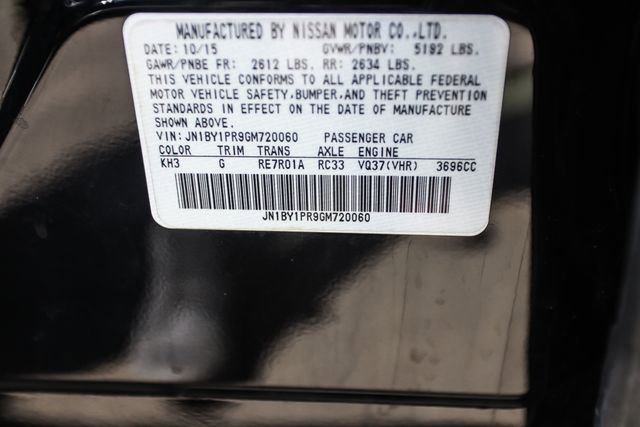 MANUFACTURED BY NISSAN MOTOR CO.,LTD.
DATE: 10/15 GVWR/PNBV: 5192 LBS.
GAWR/PNBE FR: 2612 LBS. RR: 2634 LBS.
THIS VEHICLE CONFORMS TO ALL APPLICABLE FEDERAL
MOTOR VEHICLE SAFETY,BUMPER,AND THEFT PREVENTION
STANDARDS IN EFFECT ON THE DATE OF MANUFACTURE
SHOWN ABOVE.
VIN:JN1BY1PR9GM720060 PASSENGER CAR
COLOR TRIM TRANS AXLE ENGINE
KH3 G RE7R01A RC33 VQ37(VHR) 3696CC
JN1BY1PR9GM720060